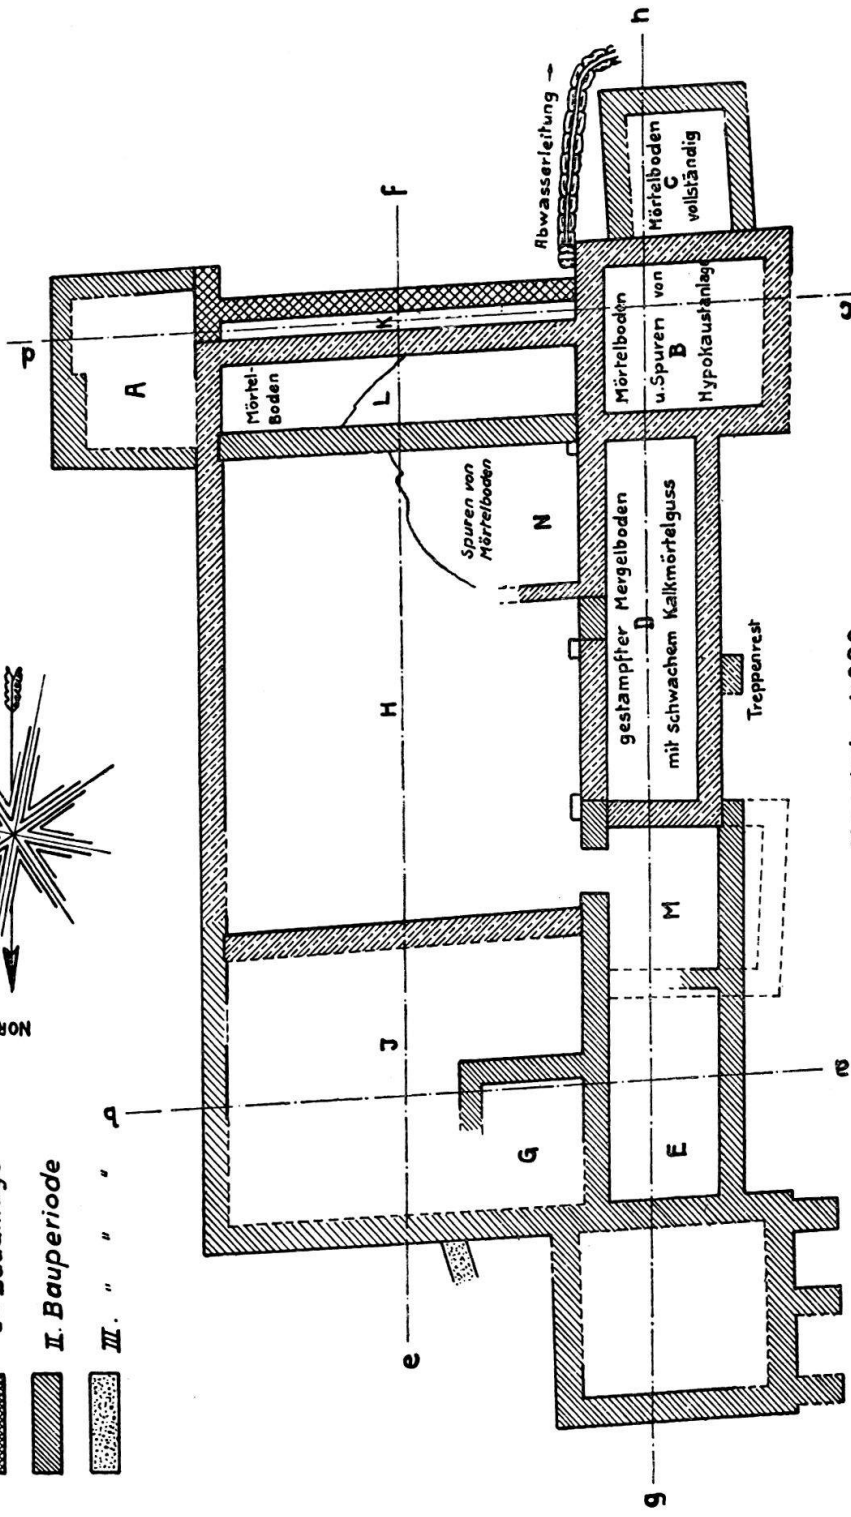 NOR
II. Bauperiode
III. " " "
a
b
c
d
e
f
g
h
A
Mörtel-
Boden
L
K
Abwasserleitung →
Mörtelboden
C
vollständig
Mörtelboden
u. Spuren von
B
Hypokaustanlage
Spuren von
Mörtelboden
N
H
gestampfter Mergelboden
D
mit schwachem Kalkmörtelguss
Treppenrest
M
J
G
E